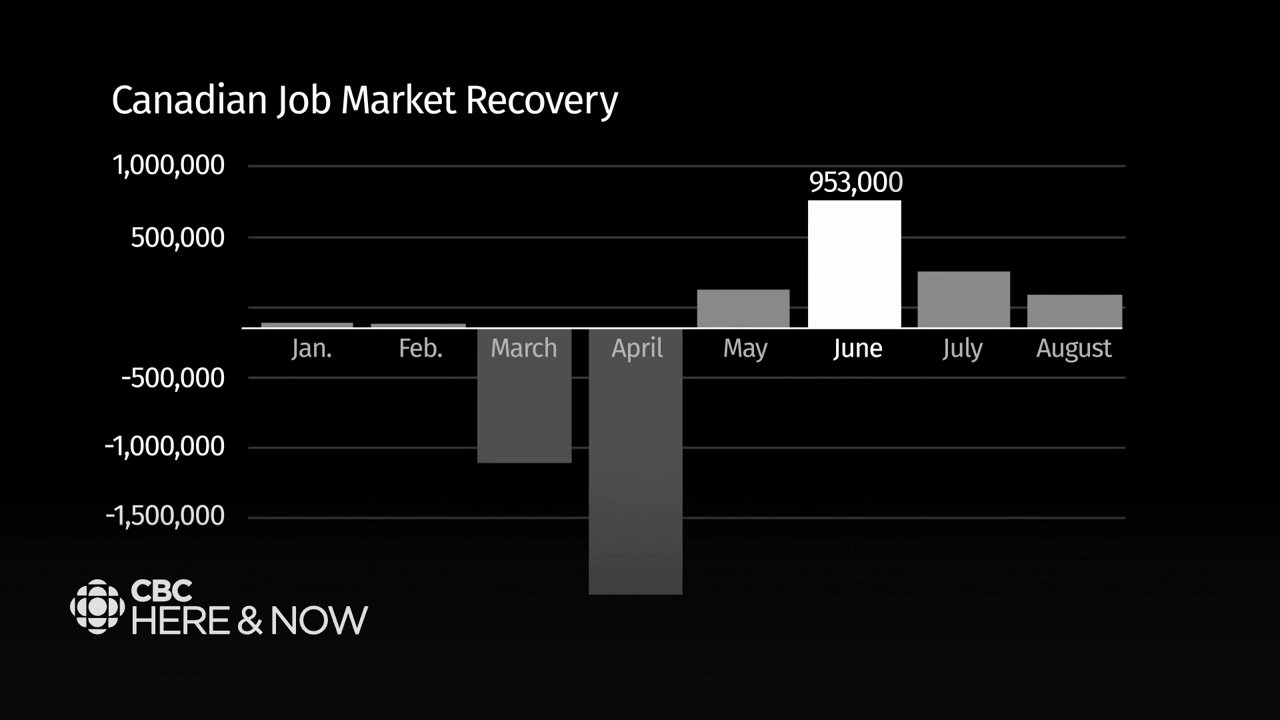 Canadian Job Market Recovery
1,000,000
953,000
500,000
Jan. Feb. March April May June July August
-500,000
-1,000,000
-1,500,000
CBC
HERE & NOW